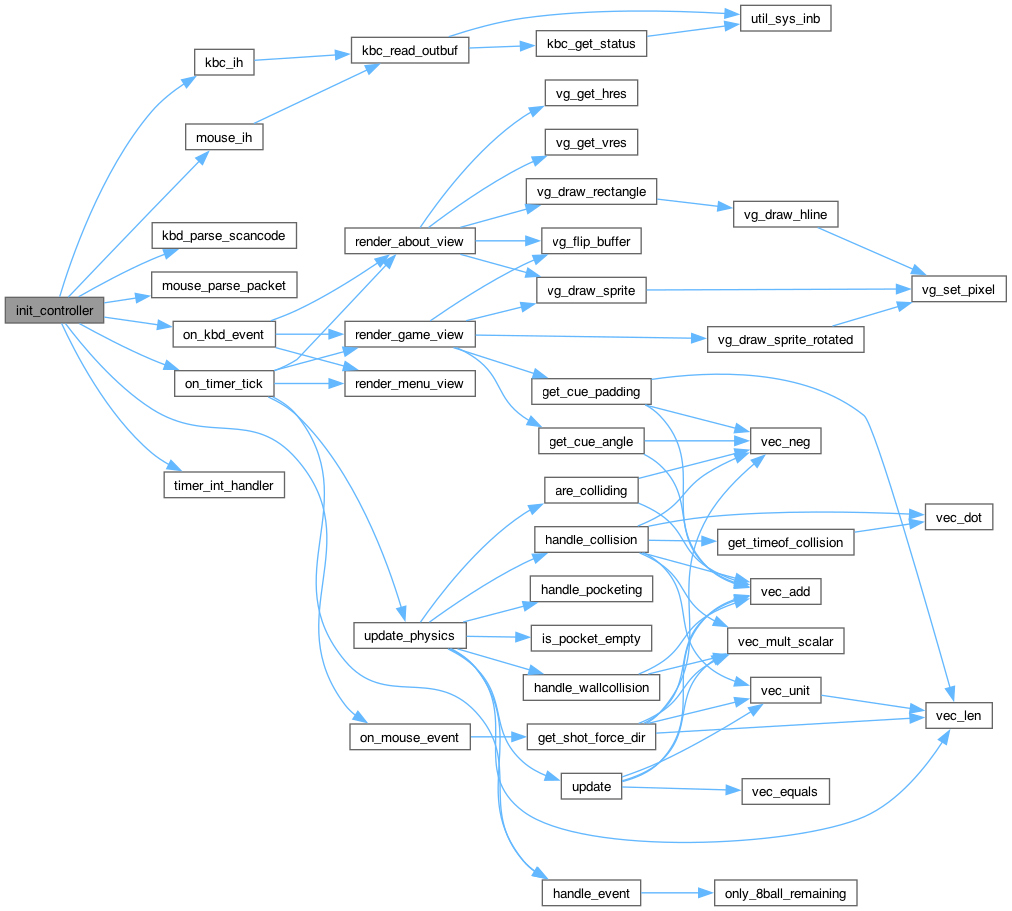 init_controller
kbc_ih
mouse_ih
kbd_parse_scancode
mouse_parse_packet
on_kbd_event
on_timer_tick
timer_int_handler
kbc_read_outbuf
render_about_view
render_game_view
render_menu_view
update_physics
on_mouse_event
kbc_get_status
vg_get_hres
vg_get_vres
vg_draw_rectangle
vg_flip_buffer
vg_draw_sprite
get_cue_padding
get_cue_angle
are_colliding
handle_collision
handle_pocketing
is_pocket_empty
handle_wallcollision
get_shot_force_dir
update
handle_event
util_sys_inb
vg_draw_hline
vg_draw_sprite_rotated
vec_neg
get_timeof_collision
vec_add
vec_mult_scalar
vec_unit
vec_equals
only_8ball_remaining
vg_set_pixel
vec_dot
vec_len